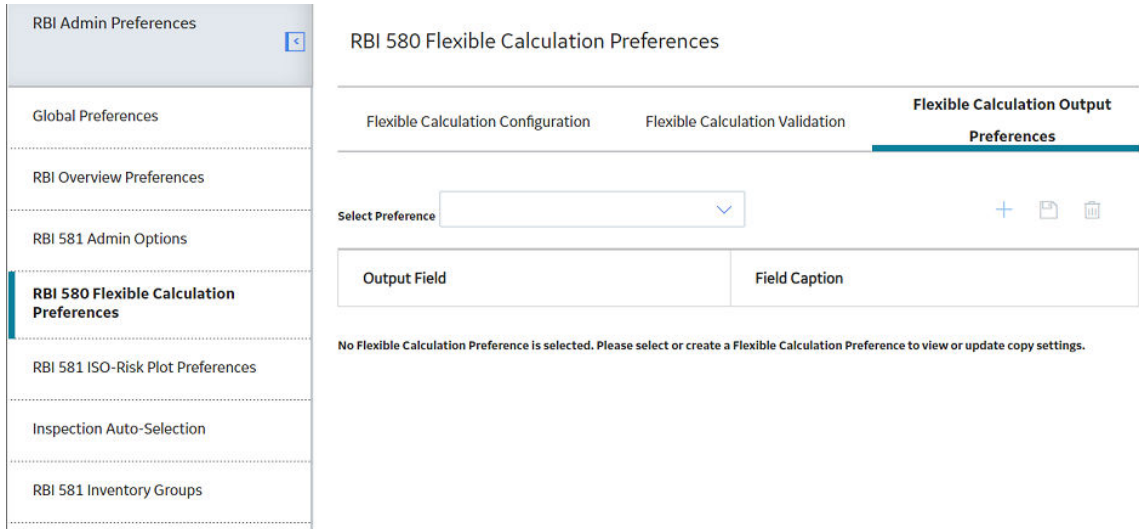 RBI Admin Preferences
Global Preferences
RBI Overview Preferences
RBI 581 Admin Options
RBI 580 Flexible Calculation
Preferences
RBI 581 ISO-Risk Plot Preferences
Inspection Auto-Selection
RBI 581 Inventory Groups
RBI 580 Flexible Calculation Preferences
Flexible Calculation Configuration
Flexible Calculation Validation
Flexible Calculation Output
Preferences
Select Preference
Output Field
Field Caption
No Flexible Calculation Preference is selected. Please select or create a Flexible Calculation Preference to view or update copy settings.